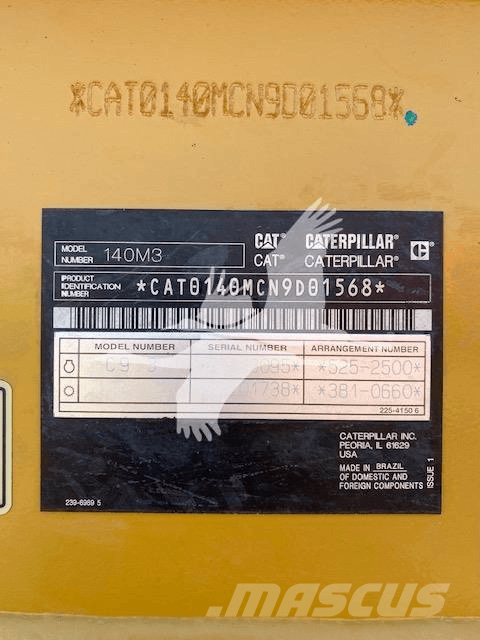 *CAT0140MCN9D01568*
MODEL NUMBER 140M3
CAT® CATERPILLAR®
CAT® CATERPILLAR®
PRODUCT IDENTIFICATION NUMBER *CAT0140MCN9D01568*
MODEL NUMBER SERIAL NUMBER ARRANGEMENT NUMBER
*525-2500*
*381-0660*
225-4150 6
CATERPILLAR INC.
PEORIA, IL 61629
USA
MADE IN BRAZIL
OF DOMESTIC AND
FOREIGN COMPONENTS
ISSUE 1
239-6989 5
MASCUS